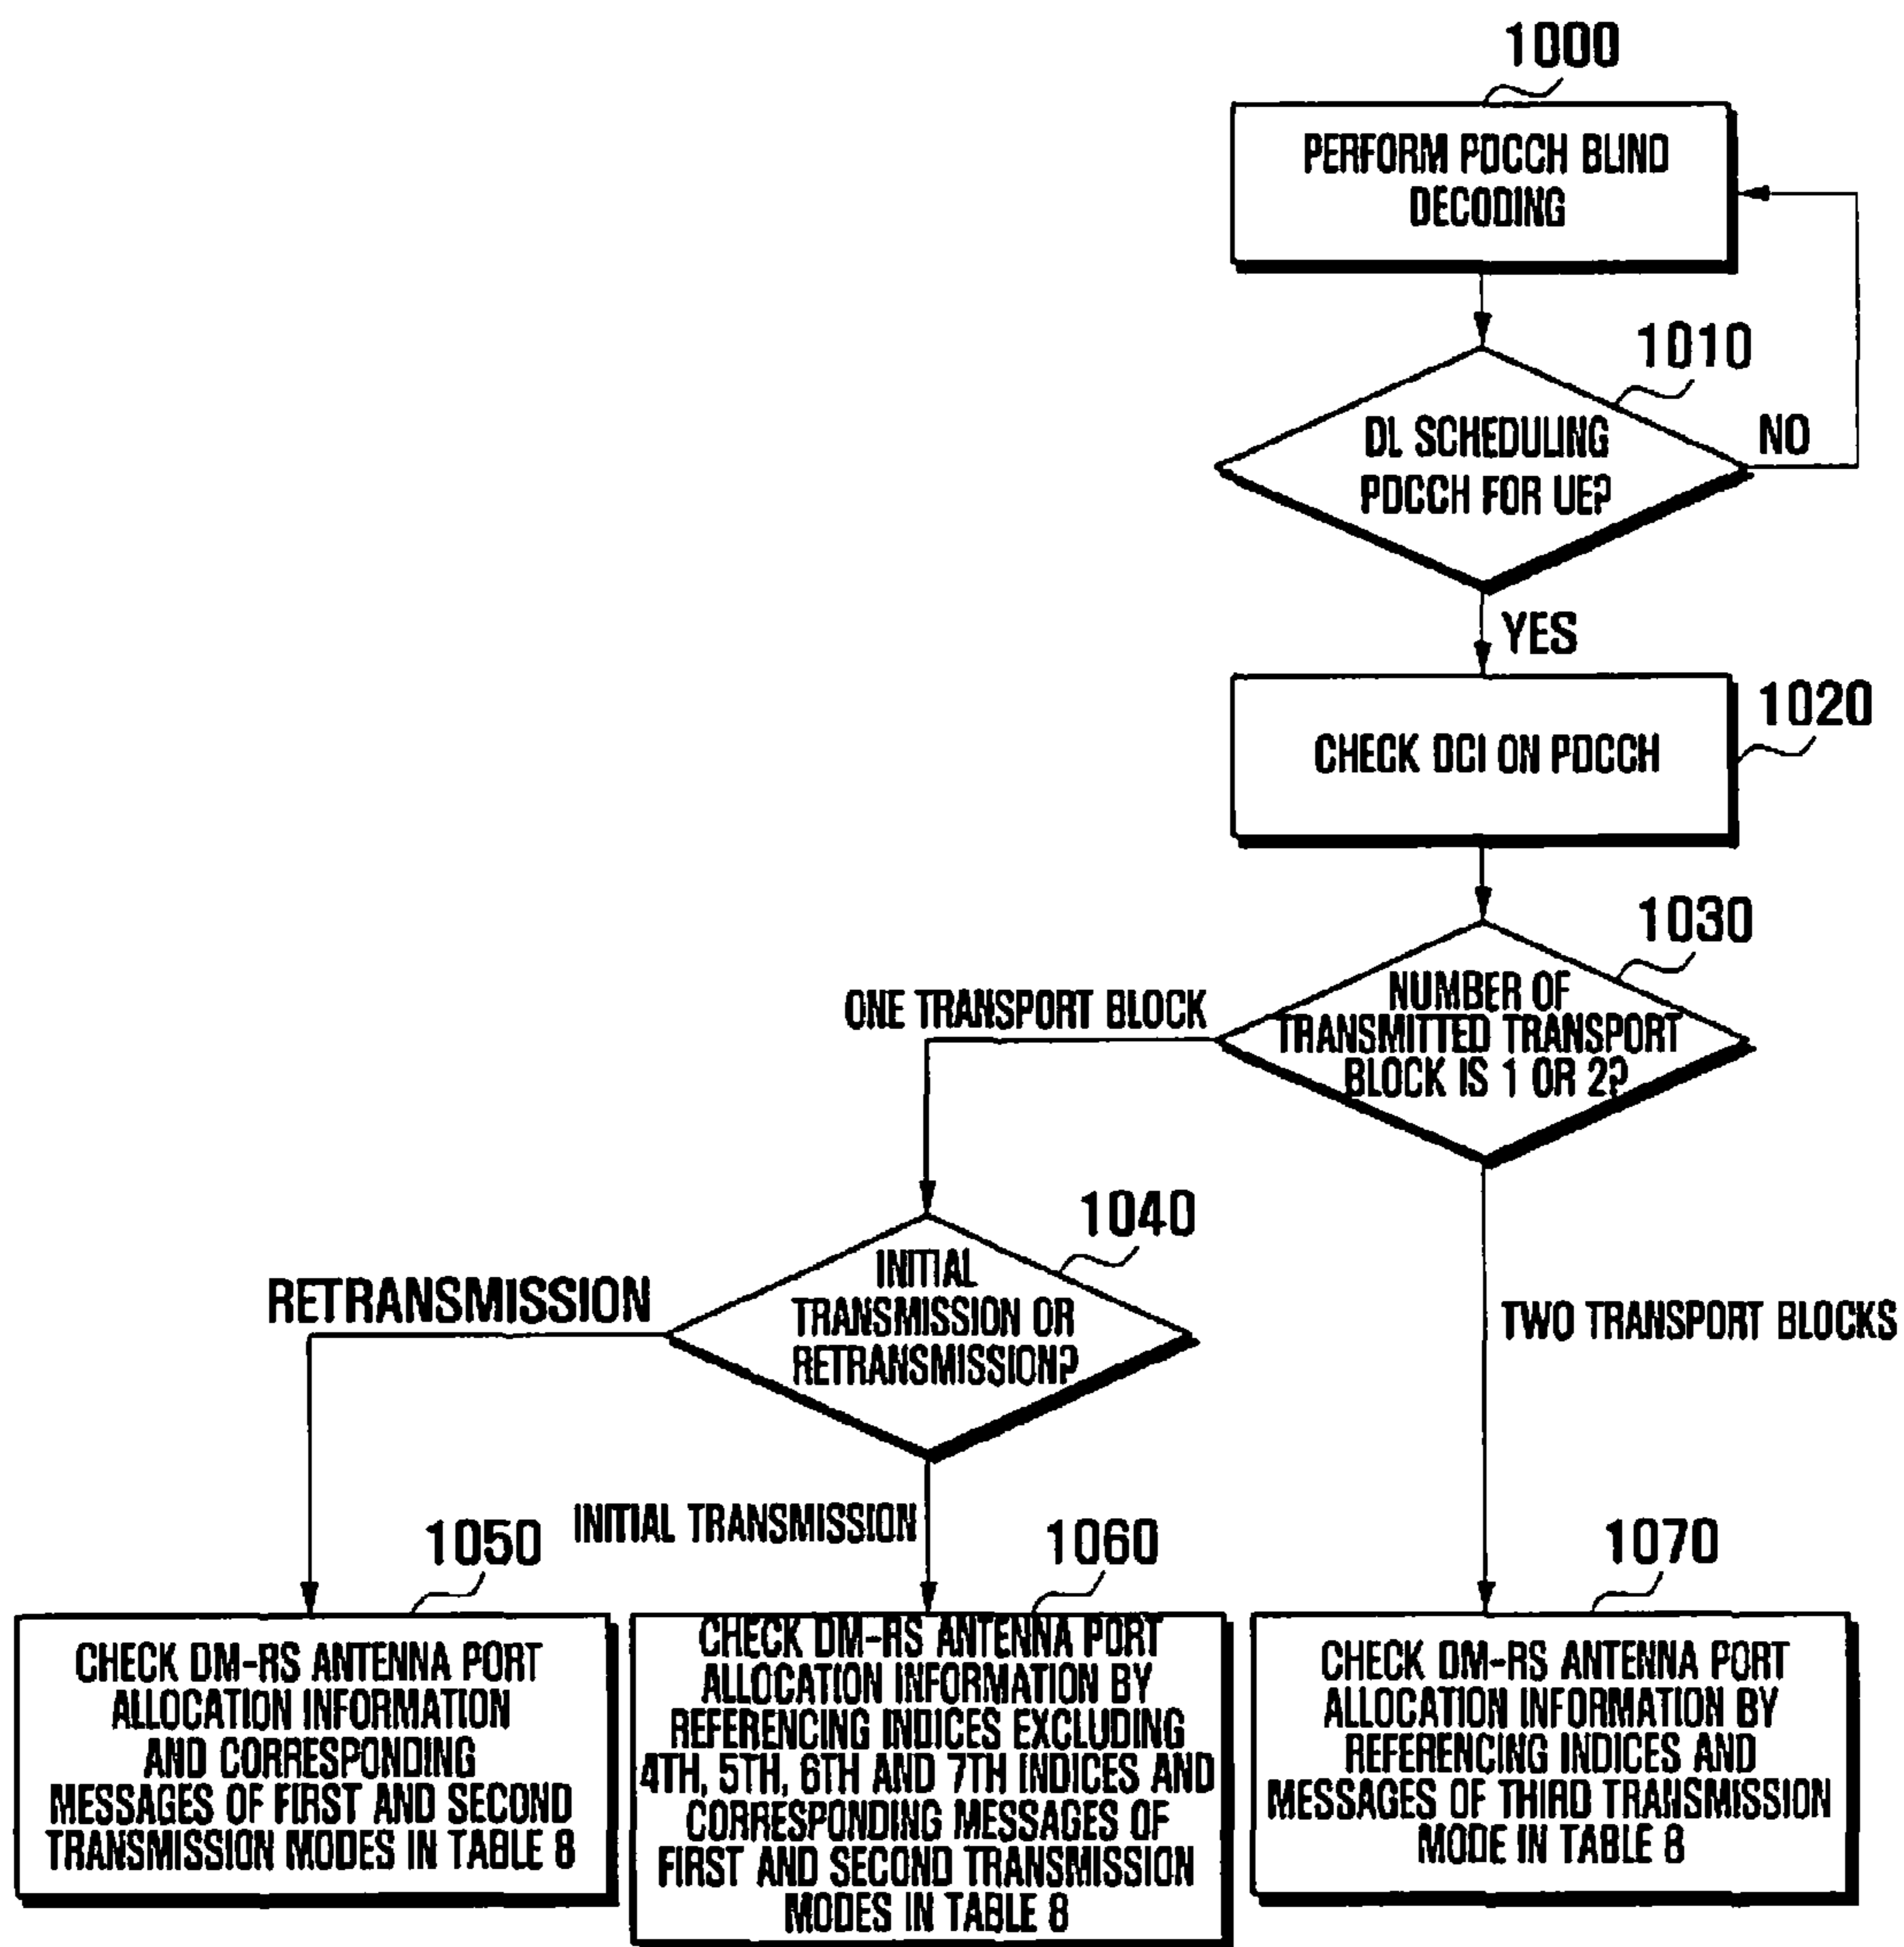 1000
PERFORM PDCCH BLIND
DECODING
1010
DL SCHEDULING
PDCCH FOR UE?
NO
YES
1020
CHECK DCI ON PDCCH
1030
NUMBER OF
TRANSMITTED TRANSPORT
BLOCK IS 1 OR 2?
ONE TRANSPORT BLOCK
1040
INITIAL
TRANSMISSION OR
RETRANSMISSION?
RETRANSMISSION
TWO TRANSPORT BLOCKS
INITIAL TRANSMISSION
1050
CHECK DM-RS ANTENNA PORT
ALLOCATION INFORMATION
AND CORRESPONDING
MESSAGES OF FIRST AND SECOND
TRANSMISSION MODES IN TABLE 8
1060
CHECK DM-RS ANTENNA PORT
ALLOCATION INFORMATION BY
REFERENCING INDICES EXCLUDING
4TH, 5TH, 6TH AND 7TH INDICES AND
CORRESPONDING MESSAGES OF
FIRST AND SECOND TRANSMISSION
MODES IN TABLE 8
1070
CHECK DM-RS ANTENNA PORT
ALLOCATION INFORMATION BY
REFERENCING INDICES AND
MESSAGES OF THIRD TRANSMISSION
MODE IN TABLE 8